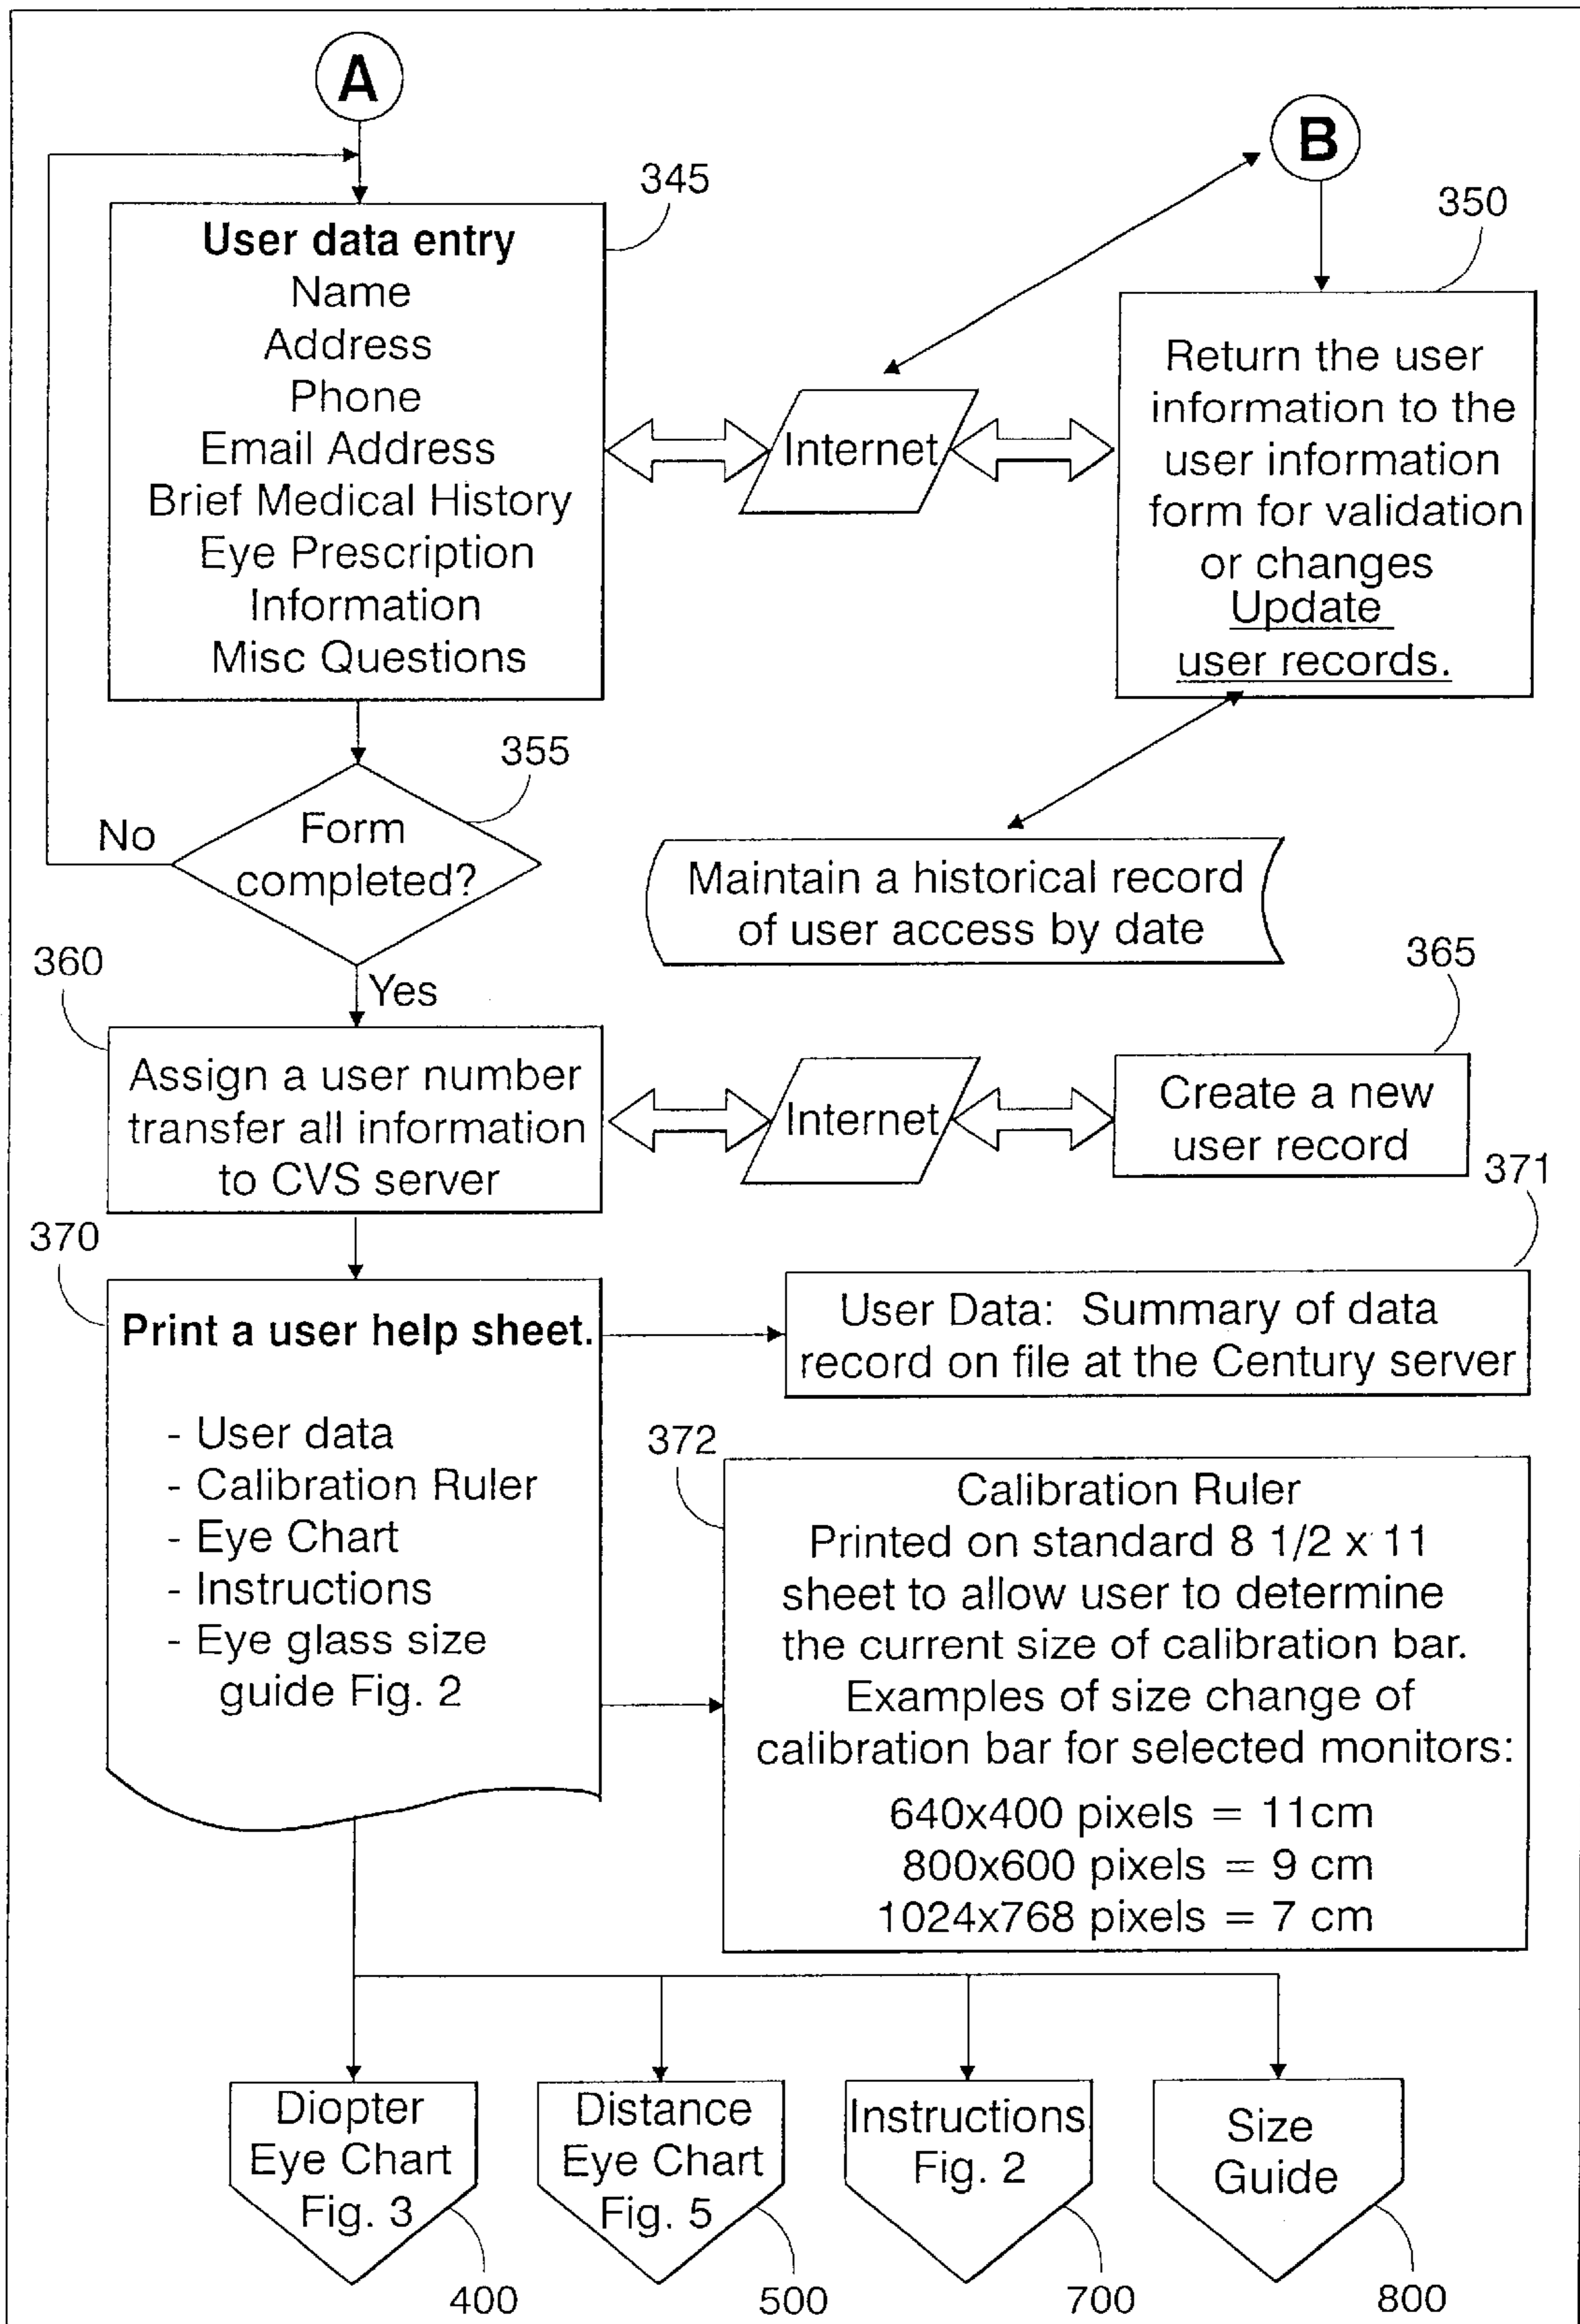 A
B
345
350
User data entry
Name
Address
Phone
Email Address
Brief Medical History
Eye Prescription
Information
Misc Questions
Internet
Return the user
information to the
user information
form for validation
or changes
Update
user records.
355
No
Form
completed?
Yes
Maintain a historical record
of user access by date
360
365
Assign a user number
transfer all information
to CVS server
Internet
Create a new
user record
370
371
Print a user help sheet.
- User data
- Calibration Ruler
- Eye Chart
- Instructions
- Eye glass size
guide Fig. 2
User Data: Summary of data
record on file at the Century server
372
Calibration Ruler
Printed on standard 8 1/2 x 11
sheet to allow user to determine
the current size of calibration bar.
Examples of size change of
calibration bar for selected monitors:
640x400 pixels = 11cm
800x600 pixels = 9 cm
1024x768 pixels = 7 cm
Diopter
Eye Chart
Fig. 3
400
Distance
Eye Chart
Fig. 5
500
Instructions
Fig. 2
700
Size
Guide
800